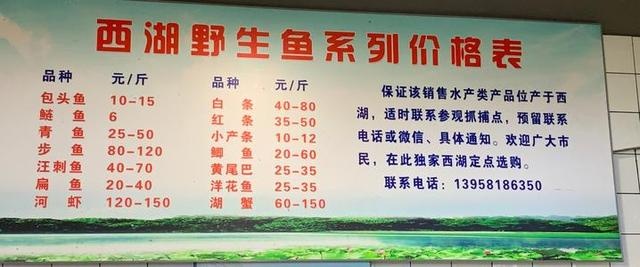 西湖野生鱼系列价格表
品种 元/斤 品种 元/斤
包头鱼 10-15 白条 40-80
鲢鱼 6 红条 35-50
青鱼 25-50 小产条 10-12
步鱼 80-120 鲫鱼 20-60
汪刺鱼 40-70 黄尾巴 25-35
扁鱼 20-40 洋花鱼 25-35
河虾 120-150 湖蟹 60-150
保证该销售水产类产品位产于西
湖，适时联系参观抓捕点，预留联系
电话或微信、具体通知。欢迎广大市
民，在此独家西湖定点选购。
联系电话：13958186350